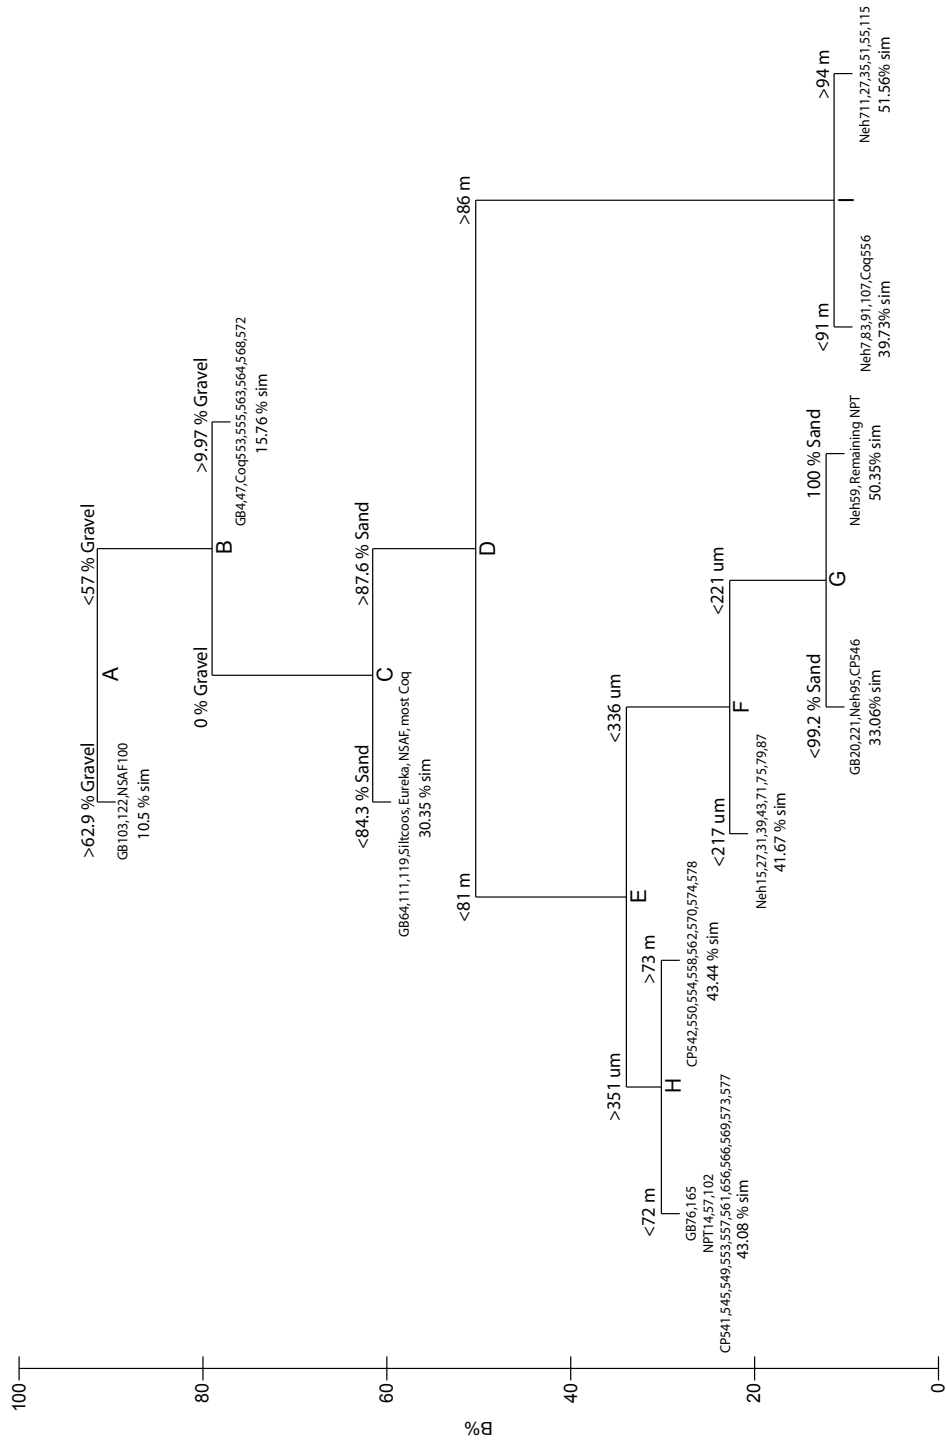 >62.9 % Gravel
<57 % Gravel
A
GB103,122,NSAF100
10.5 % sim
0 % Gravel
>9.97 % Gravel
B
GB4,47,Coq553,555,563,564,568,572
15.76 % sim
<84.3 % Sand
>87.6 % Sand
C
GB64,111,119,Siltcoos, Eureka, NSAF, most Coq
30.35 % sim
<81 m
>86 m
D
>351 um
<336 um
E
<72 m
>73 m
H
GB76,165
NPT14,57,102
CP541,545,549,553,557,561,656,566,569,573,577
43.08 % sim
CP542,550,554,558,562,570,574,578
43.44 % sim
<217 um
<221 um
F
Neh15,27,31,39,43,71,75,79,87
41.67 % sim
<99.2 % Sand
100 % Sand
G
GB20,221,Neh95,CP546
33.06% sim
Neh59,Remaining NPT
50.35% sim
<91 m
>94 m
I
Neh7,83,91,107,Coq556
39.73% sim
Neh711,27,35,51,55,115
51.56% sim
100
80
60
40
20
0
B%